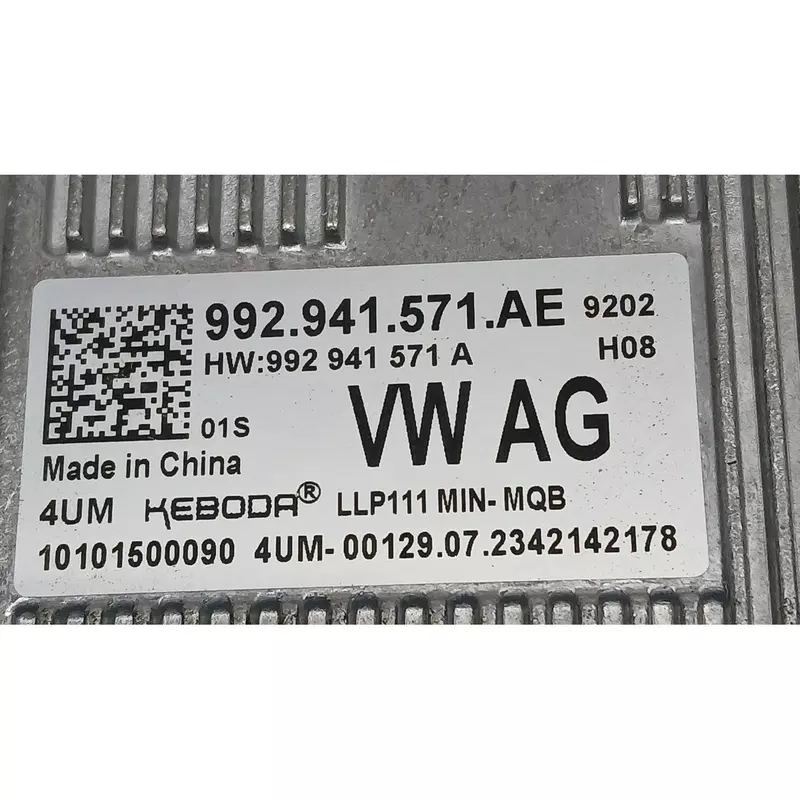 992.941.571.AE 9202
HW:992 941 571 A H08
01S VW AG
Made in China
4UM KEBODA® LLP111 MIN- MQB
10101500090 4UM- 00129.07.2342142178